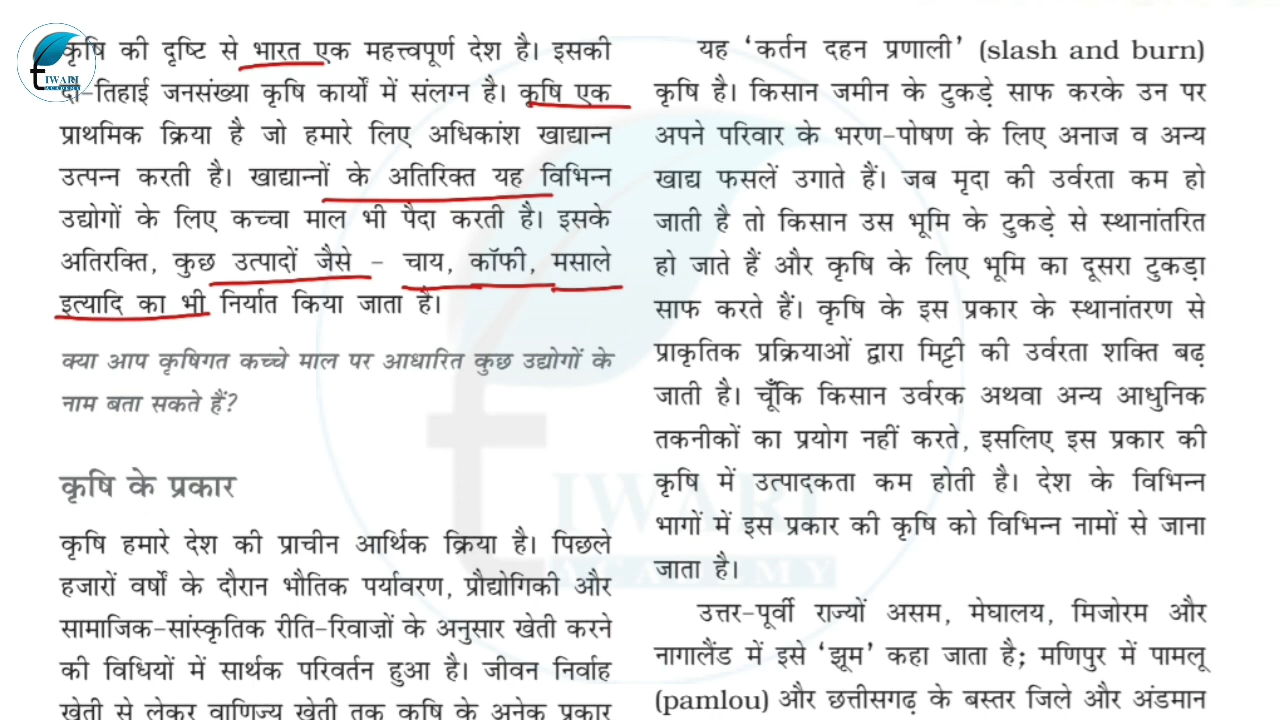 कृषि की दृष्टि से भारत एक महत्त्वपूर्ण देश है। इसकी
दो-तिहाई जनसंख्या कृषि कार्यों में संलग्न है। कृषि एक
प्राथमिक क्रिया है जो हमारे लिए अधिकांश खाद्यान्न
उत्पन्न करती है। खाद्यान्नों के अतिरिक्त यह विभिन्न
उद्योगों के लिए कच्चा माल भी पैदा करती है। इसके
अतिरक्ति, कुछ उत्पादों जैसे – चाय, कॉफी, मसाले
इत्यादि का भी निर्यात किया जाता है।
क्या आप कृषिगत कच्चे माल पर आधारित कुछ उद्योगों के
नाम बता सकते हैं?
कृषि के प्रकार
कृषि हमारे देश की प्राचीन आर्थिक क्रिया है। पिछले
हजारों वर्षों के दौरान भौतिक पर्यावरण, प्रौद्योगिकी और
सामाजिक-सांस्कृतिक रीति-रिवाज़ों के अनुसार खेती करने
की विधियों में सार्थक परिवर्तन हुआ है। जीवन निर्वाह
खेती से लेकर वाणिज्य खेती तक कृषि के अनेक प्रकार
यह ‘कर्तन दहन प्रणाली’ (slash and burn)
कृषि है। किसान जमीन के टुकड़े साफ करके उन पर
अपने परिवार के भरण-पोषण के लिए अनाज व अन्य
खाद्य फसलें उगाते हैं। जब मृदा की उर्वरता कम हो
जाती है तो किसान उस भूमि के टुकड़े से स्थानांतरित
हो जाते हैं और कृषि के लिए भूमि का दूसरा टुकड़ा
साफ करते हैं। कृषि के इस प्रकार के स्थानांतरण से
प्राकृतिक प्रक्रियाओं द्वारा मिट्टी की उर्वरता शक्ति बढ़
जाती है। चूँकि किसान उर्वरक अथवा अन्य आधुनिक
तकनीकों का प्रयोग नहीं करते, इसलिए इस प्रकार की
कृषि में उत्पादकता कम होती है। देश के विभिन्न
भागों में इस प्रकार की कृषि को विभिन्न नामों से जाना
जाता है।
उत्तर-पूर्वी राज्यों असम, मेघालय, मिजोरम और
नागालैंड में इसे ‘झूम’ कहा जाता है; मणिपुर में पामलू
(pamlou) और छत्तीसगढ़ के बस्तर जिले और अंडमान
TIWARI
ACADEMY